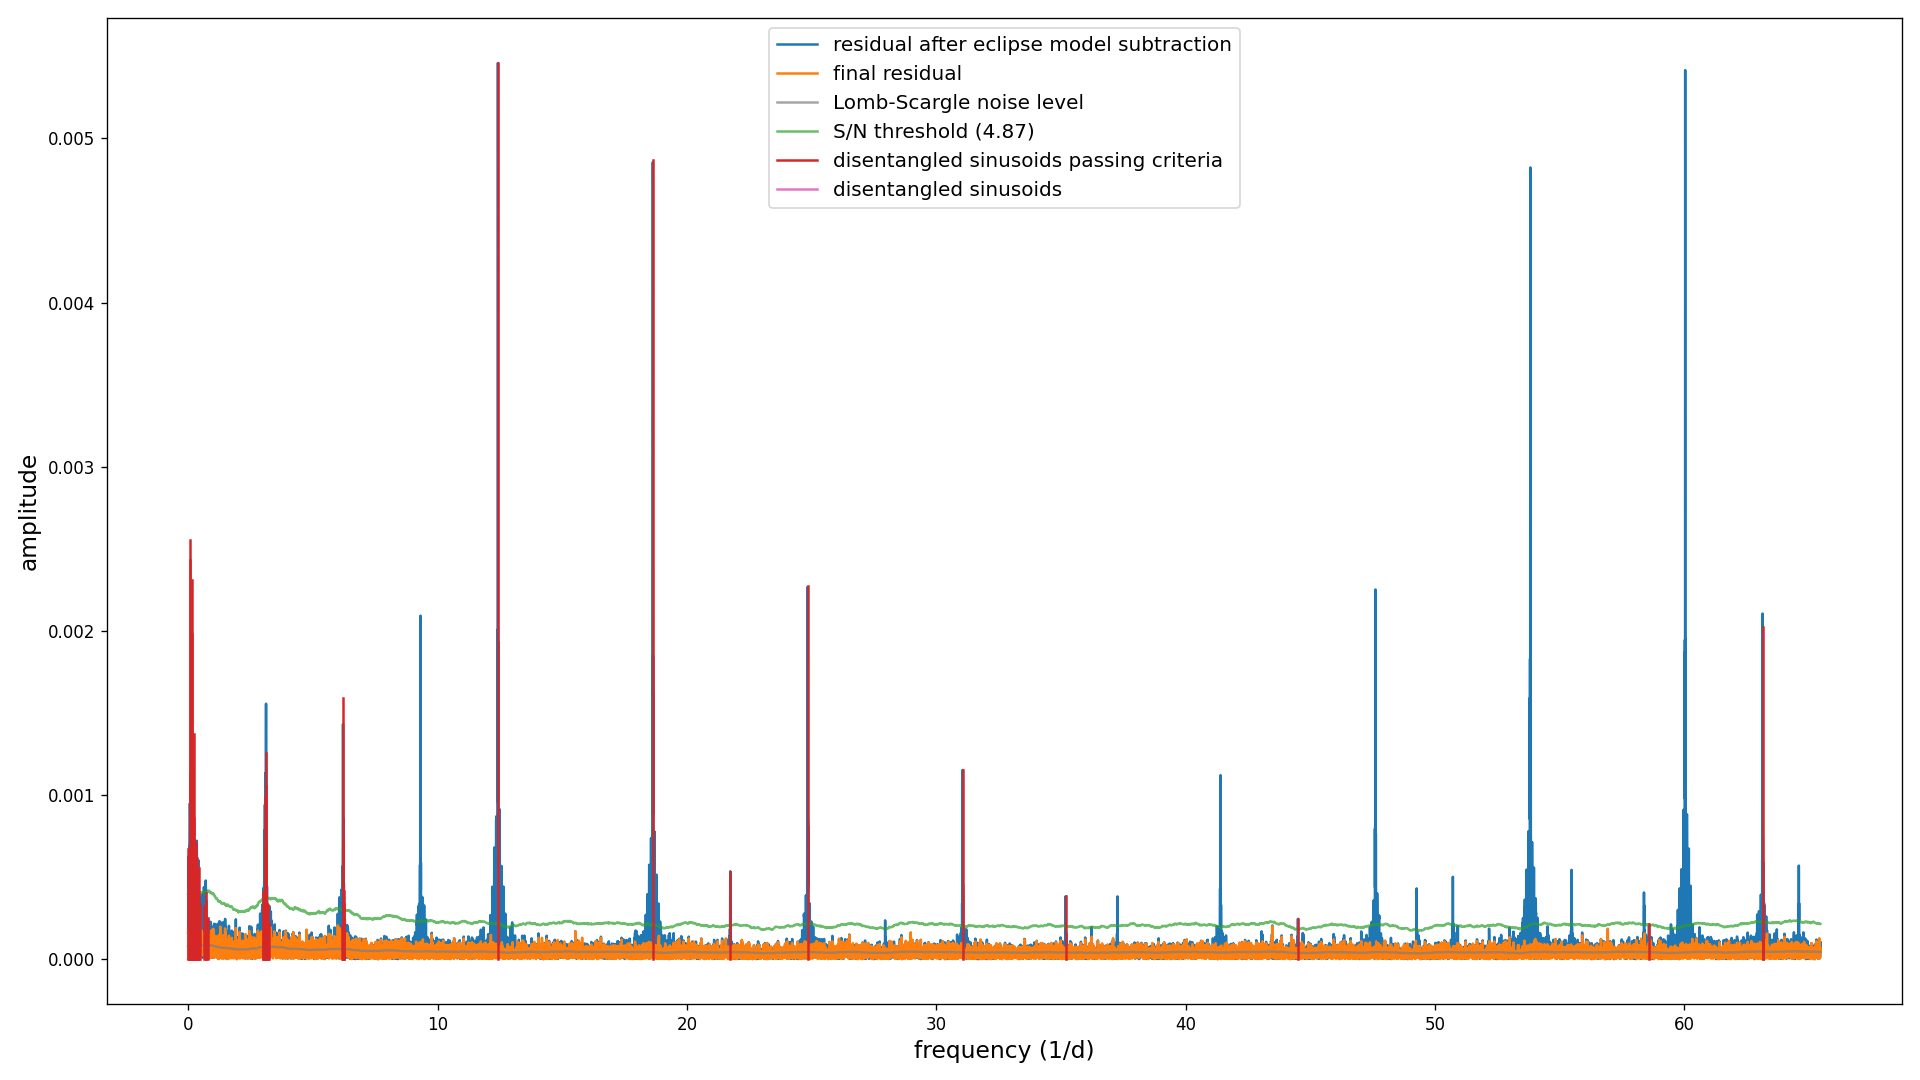 residual after eclipse model subtraction
final residual
Lomb-Scargle noise level
S/N threshold (4.87)
disentangled sinusoids passing criteria
disentangled sinusoids
amplitude
0.005
0.004
0.003
0.002
0.001
0.000
0 10 20 30 40 50 60
frequency (1/d)